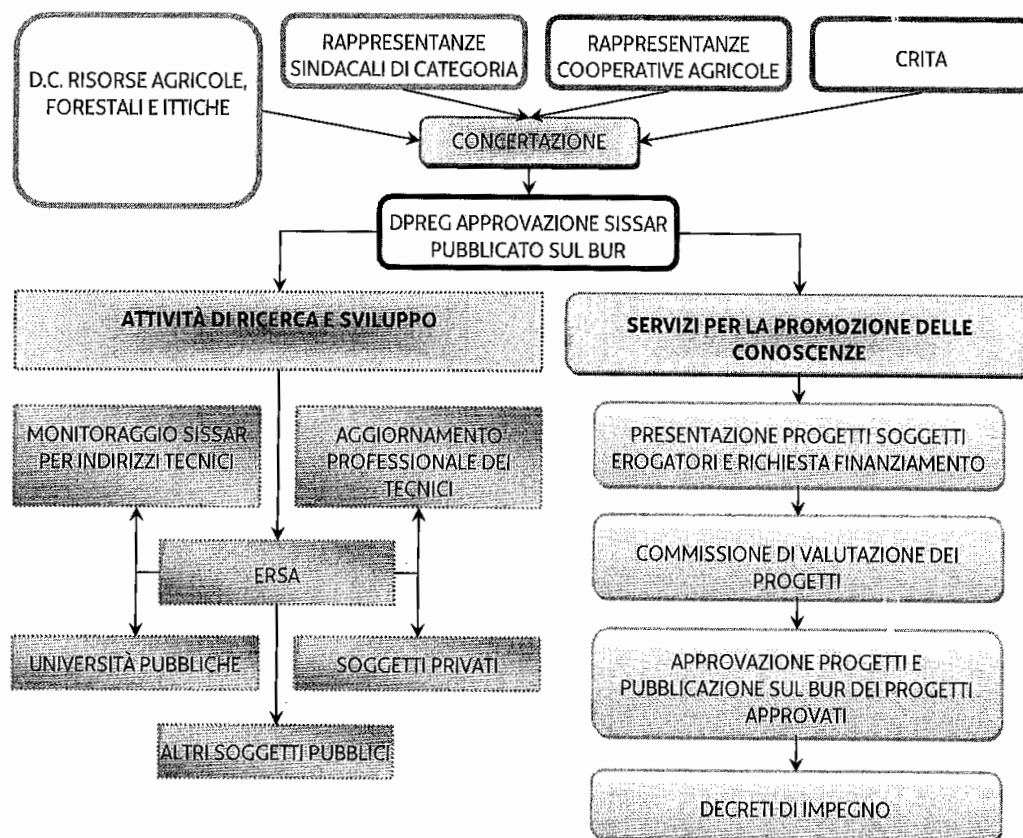 D.C. RISORSE AGRICOLE,
FORESTALI E ITTICHE
RAPPRESENTANZE
SINDACALI DI CATEGORIA
RAPPRESENTANZE
COOPERATIVE AGRICOLE
CRITA
CONCERTAZIONE
DPREG APPROVAZIONE SISSAR
PUBBLICATO SUL BUR
ATTIVITÀ DI RICERCA E SVILUPPO
MONITORAGGIO SISSAR
PER INDIRIZZI TECNICI
AGGIORNAMENTO
PROFESSIONALE DEI
TECNICI
ERSA
UNIVERSITÀ PUBBLICHE
SOGGETTI PRIVATI
ALTRI SOGGETTI PUBBLICI
SERVIZI PER LA PROMOZIONE DELLE
CONOSCENZE
PRESENTAZIONE PROGETTI SOGGETTI
EROGATORI E RICHIESTA FINANZIAMENTO
COMMISSIONE DI VALUTAZIONE DEI
PROGETTI
APPROVAZIONE PROGETTI E
PUBBLICAZIONE SUL BUR DEI PROGETTI
APPROVATI
DECRETI DI IMPEGNO